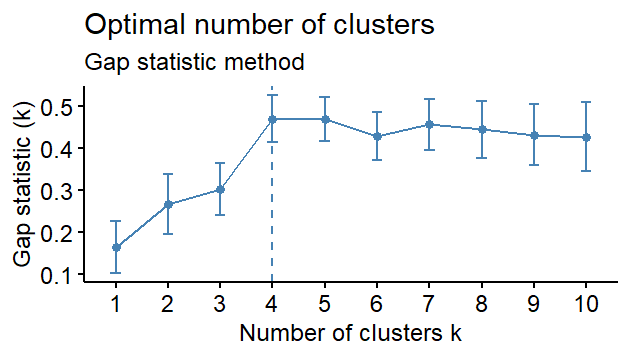 Optimal number of clusters
Gap statistic method
Gap statistic (k)
0.5
0.4
0.3
0.2
0.1
1 2 3 4 5 6 7 8 9 10
Number of clusters k